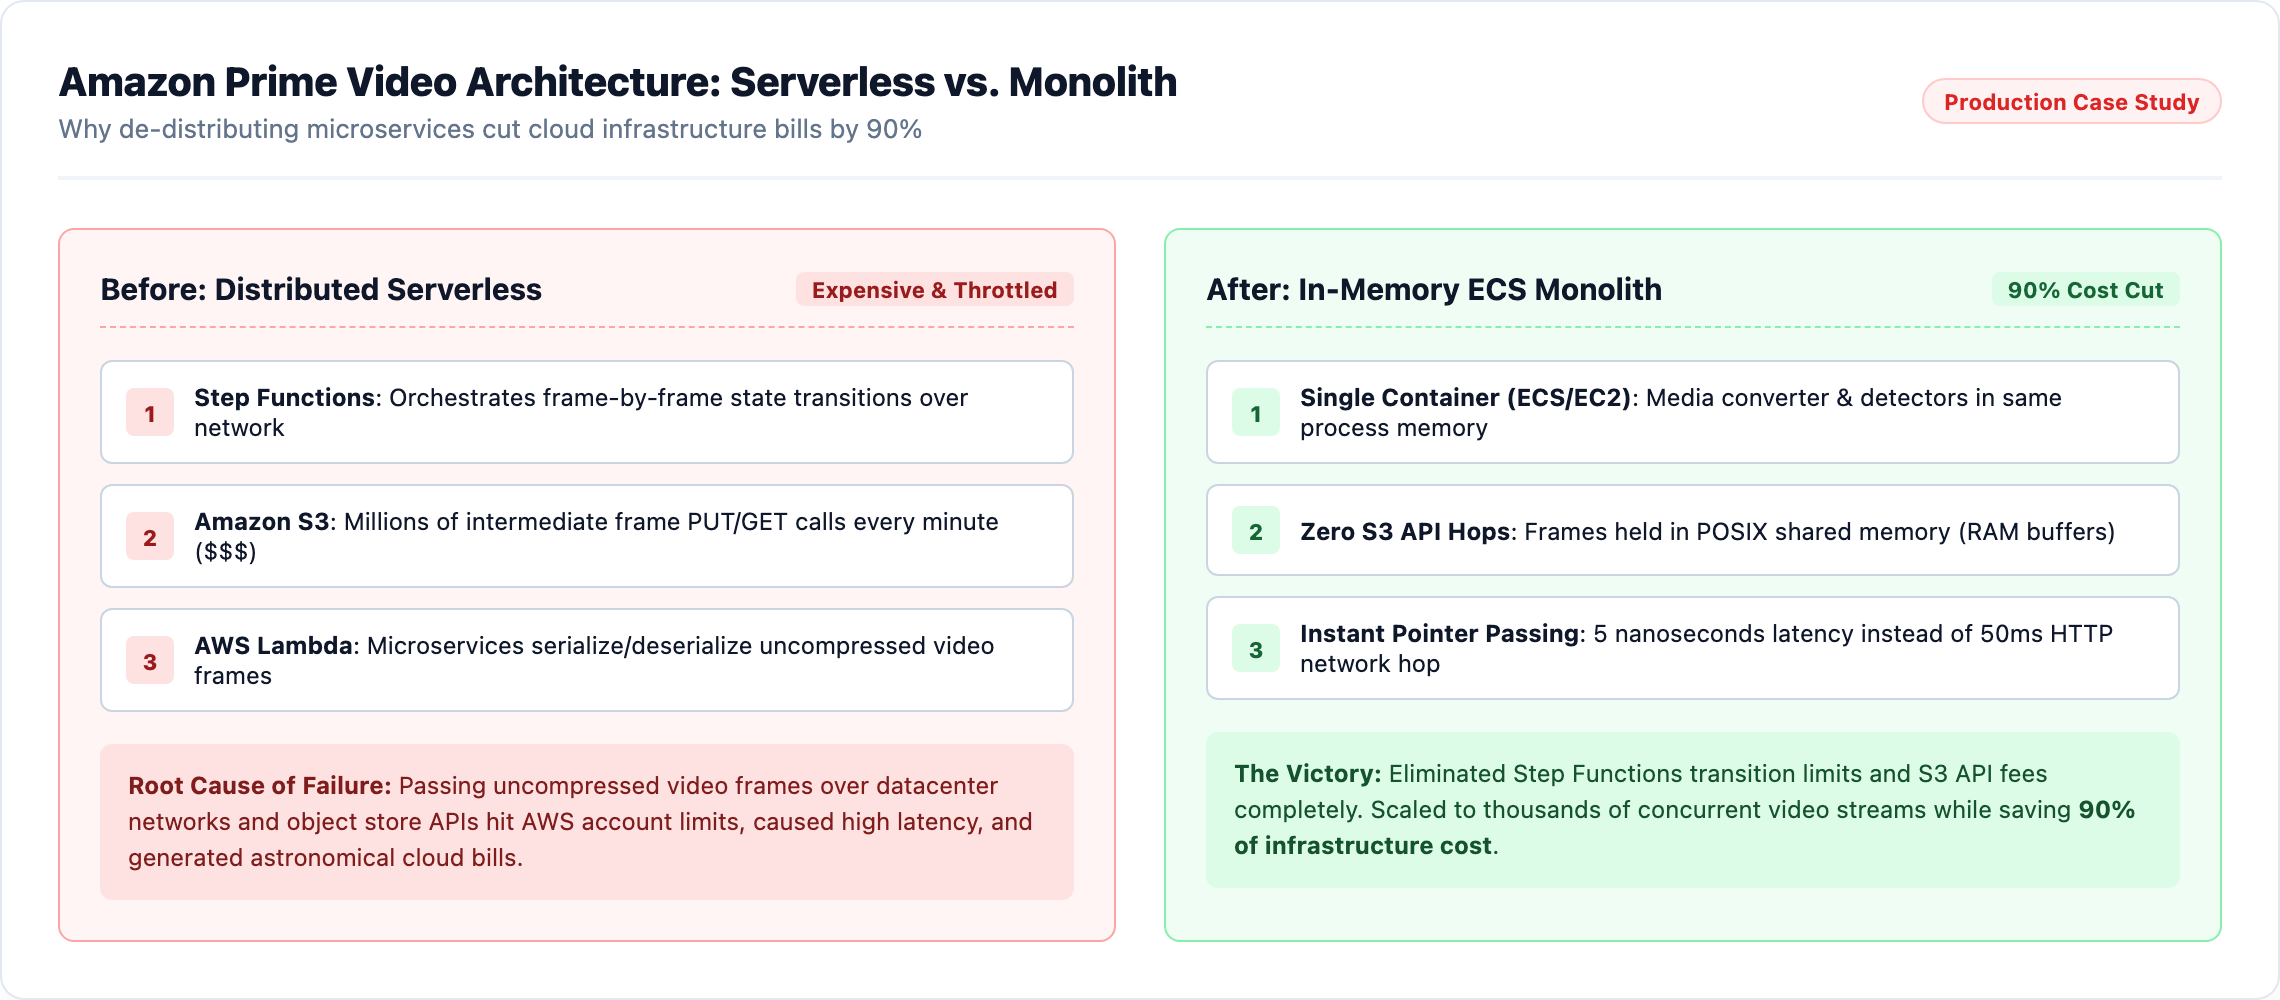 Amazon Prime Video Architecture: Serverless vs. Monolith
Why de-distributing microservices cut cloud infrastructure bills by 90%
Production Case Study
Before: Distributed Serverless
Expensive & Throttled
1
Step Functions: Orchestrates frame-by-frame state transitions over
network
2
Amazon S3: Millions of intermediate frame PUT/GET calls every minute
($$$)
3
AWS Lambda: Microservices serialize/deserialize uncompressed video
frames
Root Cause of Failure: Passing uncompressed video frames over datacenter
networks and object store APIs hit AWS account limits, caused high latency, and
generated astronomical cloud bills.
After: In-Memory ECS Monolith
90% Cost Cut
1
Single Container (ECS/EC2): Media converter & detectors in same
process memory
2
Zero S3 API Hops: Frames held in POSIX shared memory (RAM buffers)
3
Instant Pointer Passing: 5 nanoseconds latency instead of 50ms HTTP
network hop
The Victory: Eliminated Step Functions transition limits and S3 API fees
completely. Scaled to thousands of concurrent video streams while saving 90%
of infrastructure cost.